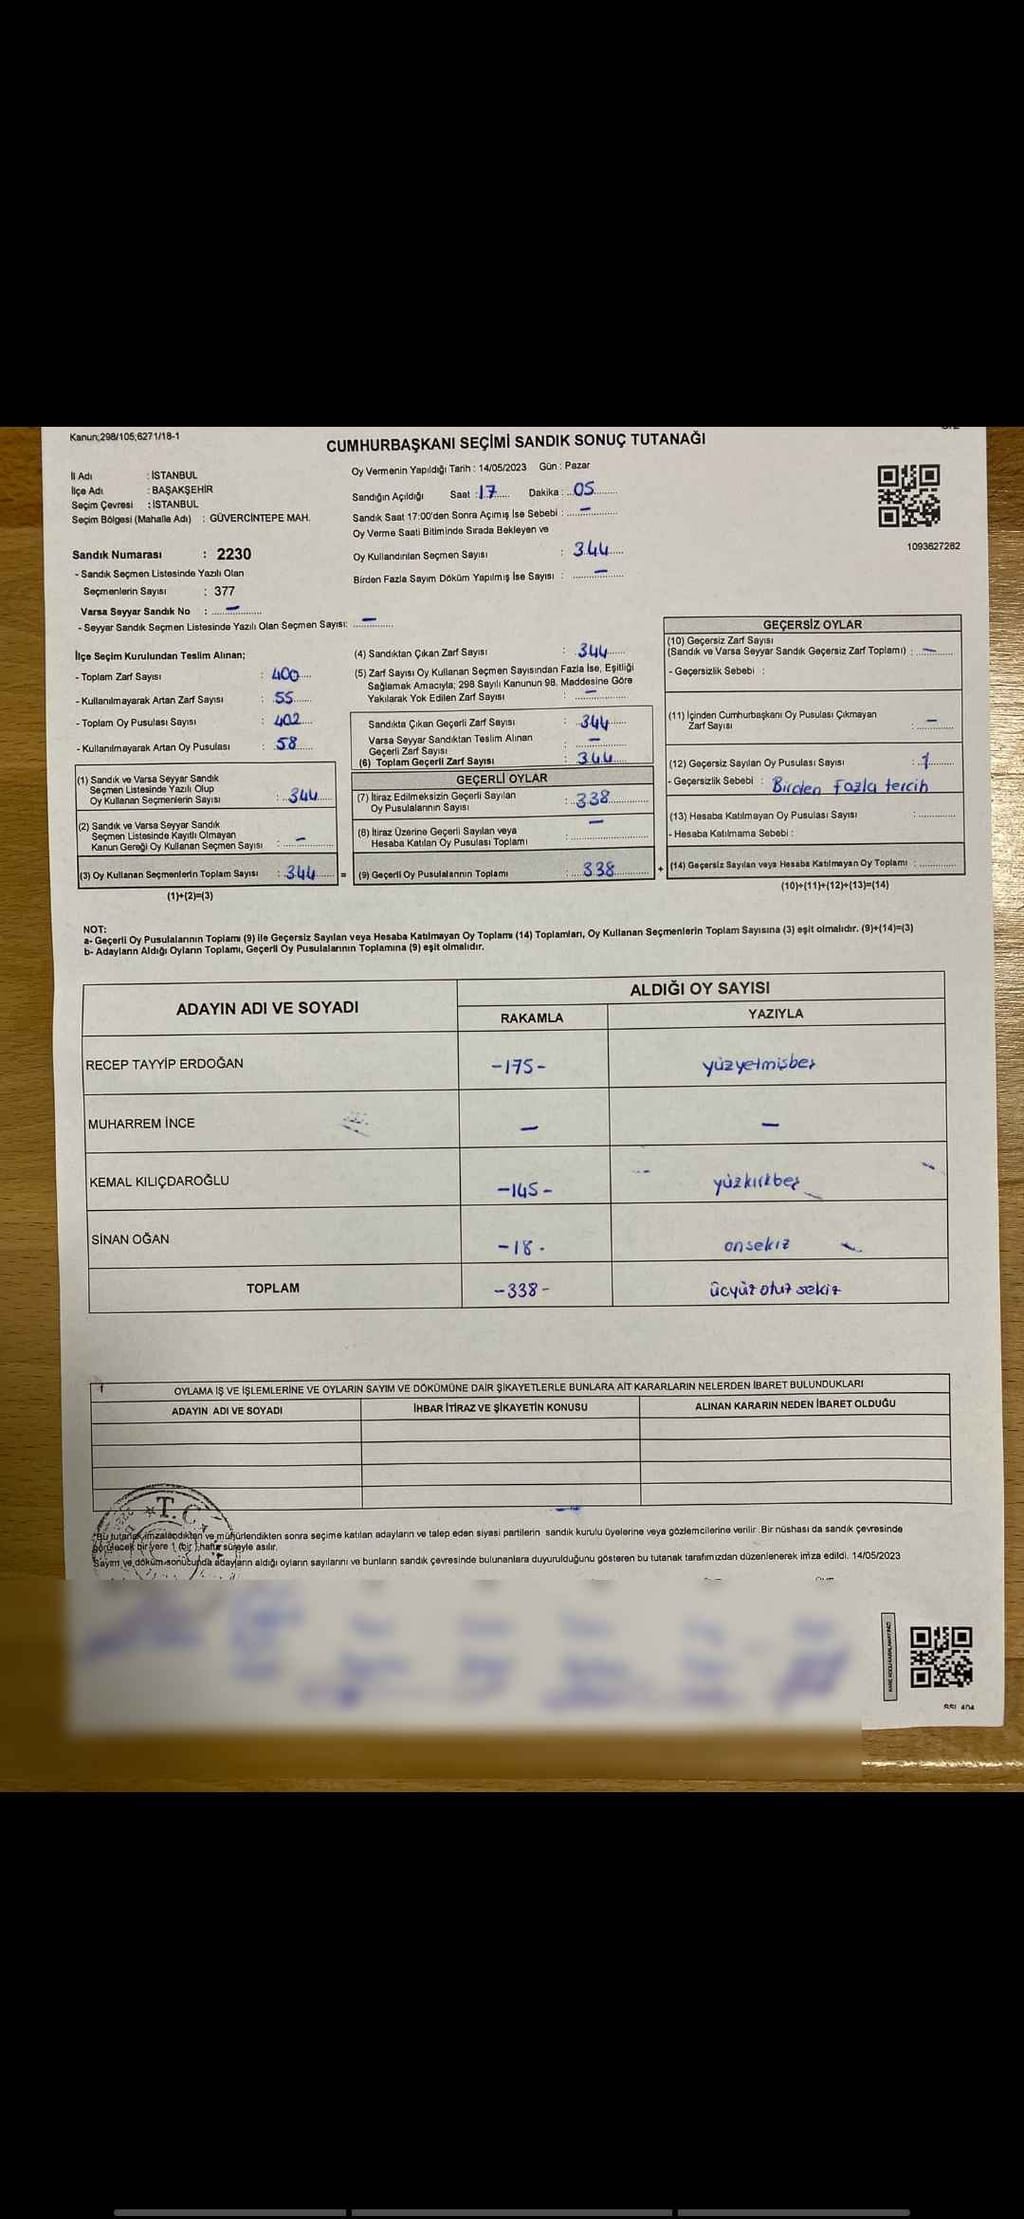 Kanun;298/105;6271/18-1
CUMHURBAŞKANI SEÇİMİ SANDIK SONUÇ TUTANAĞI
İl Adı : İSTANBUL
İlçe Adı : BAŞAKŞEHİR
Seçim Çevresi : İSTANBUL
Seçim Bölgesi (Mahalle Adı) : GÜVERCİNTEPE MAH.
Sandık Numarası : 2230
- Sandık Seçmen Listesinde Yazılı Olan
Seçmenlerin Sayısı : 377
Varsa Seyyar Sandık No : —
- Seyyar Sandık Seçmen Listesinde Yazılı Olan Seçmen Sayısı: —
Oy Vermenin Yapıldığı Tarih : 14/05/2023 Gün : Pazar
Sandığın Açıldığı Saat : 17 Dakika : 05
Sandık Saat 17:00'den Sonra Açımış İse Sebebi : —
Oy Verme Saati Bitiminde Sırada Bekleyen ve
Oy Kullandırılan Seçmen Sayısı : 344
Birden Fazla Sayım Döküm Yapılmış İse Sayısı : —
1093627282
İlçe Seçim Kurulundan Teslim Alınan;
- Toplam Zarf Sayısı : 400
- Kullanılmayarak Artan Zarf Sayısı : 55
- Toplam Oy Pusulası Sayısı : 402
- Kullanılmayarak Artan Oy Pusulası : 58
(1) Sandık ve Varsa Seyyar Sandık
Seçmen Listesinde Yazılı Olup
Oy Kullanan Seçmenlerin Sayısı : 344
(2) Sandık ve Varsa Seyyar Sandık
Seçmen Listesinde Kayıtlı Olmayan
Kanun Gereği Oy Kullanan Seçmen Sayısı : —
(3) Oy Kullanan Seçmenlerin Toplam Sayısı : 344 =
(1)+(2)=(3)
(4) Sandıktan Çıkan Zarf Sayısı : 344
(5) Zarf Sayısı Oy Kullanan Seçmen Sayısından Fazla İse, Eşitliği
Sağlamak Amacıyla; 298 Sayılı Kanunun 98. Maddesine Göre
Yakılarak Yok Edilen Zarf Sayısı : —
Sandıkta Çıkan Geçerli Zarf Sayısı : 344
Varsa Seyyar Sandıktan Teslim Alınan
Geçerli Zarf Sayısı : —
(6) Toplam Geçerli Zarf Sayısı : 344
GEÇERLİ OYLAR
(7) İtiraz Edilmeksizin Geçerli Sayılan
Oy Pusulalarının Sayısı : 338
(8) İtiraz Üzerine Geçerli Sayılan veya
Hesaba Katılan Oy Pusulası Toplamı : —
(9) Geçerli Oy Pusulalarının Toplamı : 338 +
GEÇERSİZ OYLAR
(10) Geçersiz Zarf Sayısı
(Sandık ve Varsa Seyyar Sandık Geçersiz Zarf Toplamı) : —
- Geçersizlik Sebebi :
(11) İçinden Cumhurbaşkanı Oy Pusulası Çıkmayan
Zarf Sayısı : —
(12) Geçersiz Sayılan Oy Pusulası Sayısı : 1
- Geçersizlik Sebebi : Birden Fazla tercih
(13) Hesaba Katılmayan Oy Pusulası Sayısı :
- Hesaba Katılmama Sebebi :
(14) Geçersiz Sayılan veya Hesaba Katılmayan Oy Toplamı :
(10)+(11)+(12)+(13)=(14)
NOT:
a- Geçerli Oy Pusulalarının Toplamı (9) ile Geçersiz Sayılan veya Hesaba Katılmayan Oy Toplamı (14) Toplamları, Oy Kullanan Seçmenlerin Toplam Sayısına (3) eşit olmalıdır. (9)+(14)=(3)
b- Adayların Aldığı Oyların Toplamı, Geçerli Oy Pusulalarının Toplamına (9) eşit olmalıdır.
ADAYIN ADI VE SOYADI ALDIĞI OY SAYISI
RAKAMLA YAZIYLA
RECEP TAYYİP ERDOĞAN -175- yüzyetmişbeş
MUHARREM İNCE — —
KEMAL KILIÇDAROĞLU -145- yüzkırkbeş
SİNAN OĞAN -18- onsekiz
TOPLAM -338- üçyüz otuz sekiz
OYLAMA İŞ VE İŞLEMLERİNE VE OYLARIN SAYIM VE DÖKÜMÜNE DAİR ŞİKAYETLERLE BUNLARA AİT KARARLARIN NELERDEN İBARET BULUNDUKLARI
ADAYIN ADI VE SOYADI İHBAR İTİRAZ VE ŞİKAYETİN KONUSU ALINAN KARARIN NEDEN İBARET OLDUĞU
T.C.
"Bu tutanak imzalandıktan ve mühürlendikten sonra seçime katılan adayların ve talep eden siyasi partilerin sandık kurulu üyelerine veya gözlemcilerine verilir. Bir nüshası da sandık çevresinde
görülecek bir yere 1 (bir) hafta süreyle asılır.
Sayım ve döküm sonucunda adayların aldığı oyların sayılarını ve bunların sandık çevresinde bulunanlara duyurulduğunu gösteren bu tutanak tarafımızdan düzenlenerek imza edildi. 14/05/2023